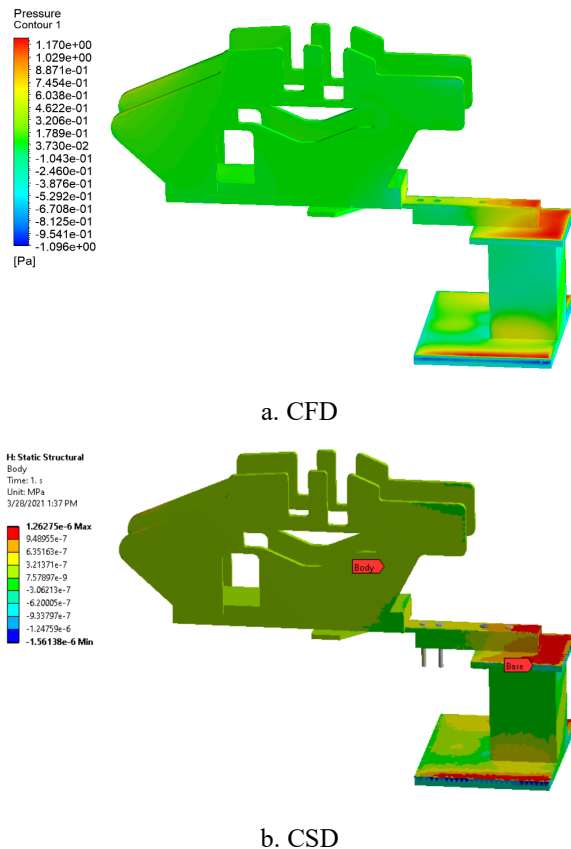 Pressure
Contour 1
1.170e+00
1.029e+00
8.871e-01
7.454e-01
6.038e-01
4.622e-01
3.206e-01
1.789e-01
3.730e-02
-1.043e-01
-2.460e-01
-3.876e-01
-5.292e-01
-6.708e-01
-8.125e-01
-9.541e-01
-1.096e+00
[Pa]
a. CFD
H: Static Structural
Body
Time: 1. s
Unit: MPa
3/28/2021 1:37 PM
1.26275e-6 Max
9.48955e-7
6.35163e-7
3.21371e-7
7.57897e-9
-3.06213e-7
-6.20005e-7
-9.33797e-7
-1.24759e-6
-1.56138e-6 Min
Body
Base
b. CSD